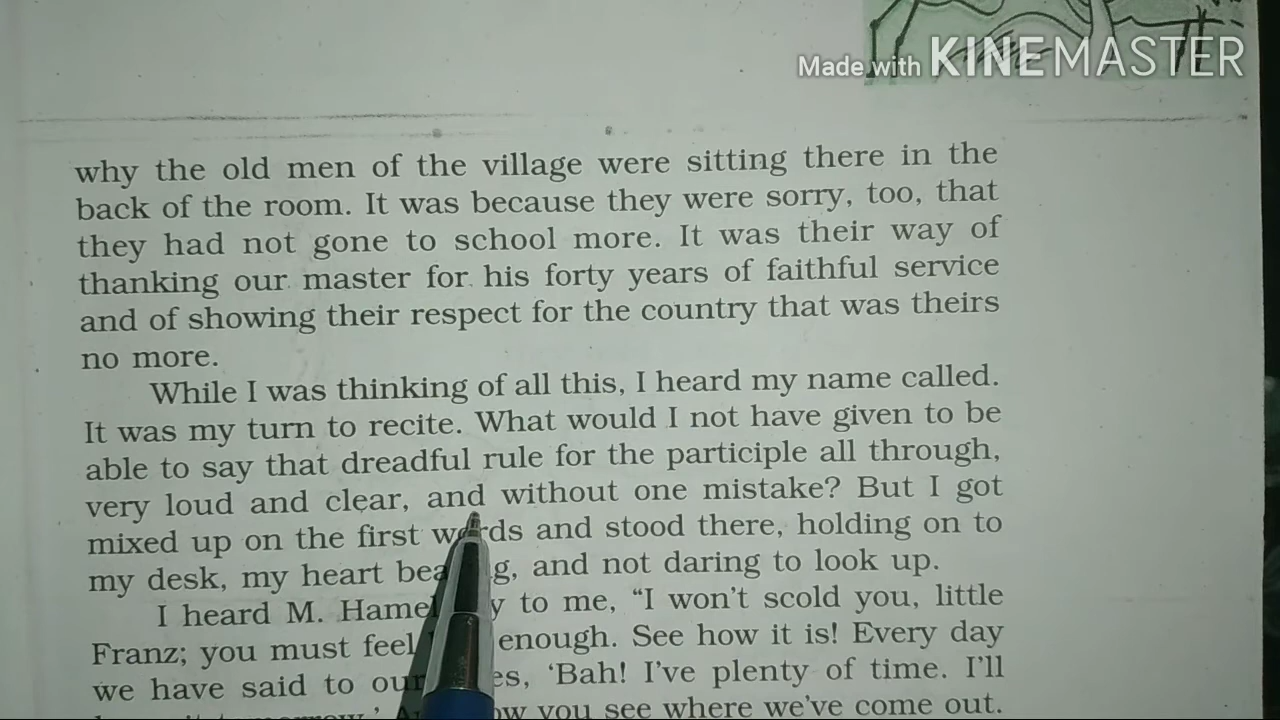 Made with KINEMASTER
why the old men of the village were sitting there in the
back of the room. It was because they were sorry, too, that
they had not gone to school more. It was their way of
thanking our master for his forty years of faithful service
and of showing their respect for the country that was theirs
no more.
While I was thinking of all this, I heard my name called.
It was my turn to recite. What would I not have given to be
able to say that dreadful rule for the participle all through,
very loud and clear, and without one mistake? But I got
mixed up on the first words and stood there, holding on to
my desk, my heart and not daring to look up.
I heard M. Hamel to me, “I won’t scold you, little
Franz; you must feel enough. See how it is! Every day
we have said to ‘Bah! I’ve plenty of time. I’ll
you see where we’ve come out.